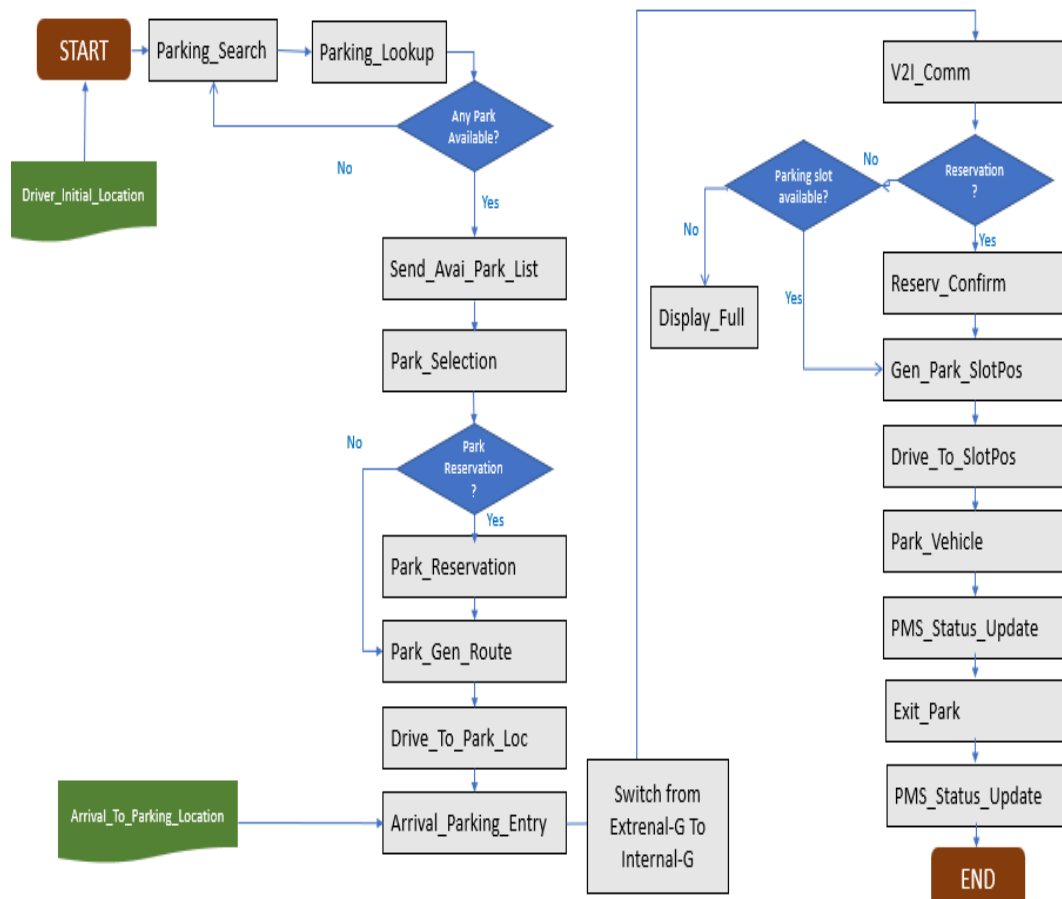 START
Parking_Search
Parking_Lookup
Any Park
Available?
No
Yes
Driver_Initial_Location
Send_Avai_Park_List
Park_Selection
Park
Reservation
?
No
Yes
Park_Reservation
Park_Gen_Route
Drive_To_Park_Loc
Arrival_To_Parking_Location
Arrival_Parking_Entry
Switch from
Extrenal-G To
Internal-G
V2I_Comm
Reservation
?
No
Yes
Parking slot
available?
No
Yes
Display_Full
Reserv_Confirm
Gen_Park_SlotPos
Drive_To_SlotPos
Park_Vehicle
PMS_Status_Update
Exit_Park
PMS_Status_Update
END